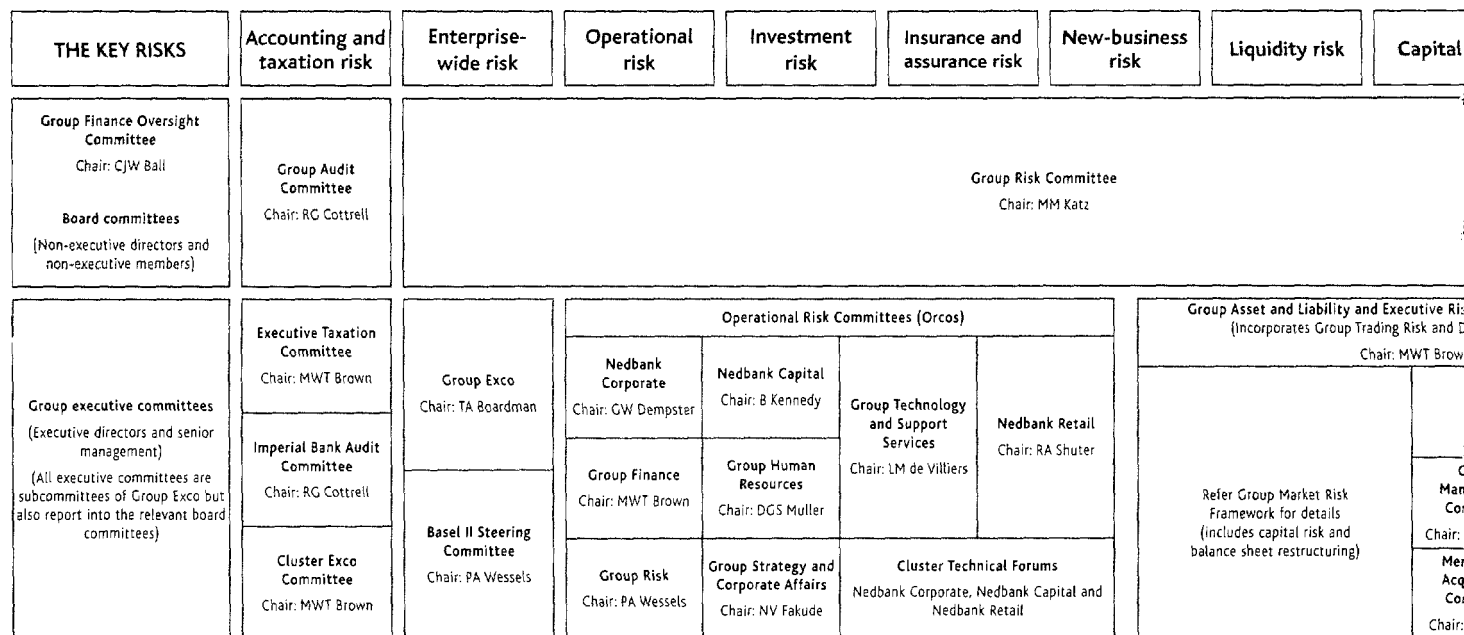 THE KEY RISKS
Accounting and
taxation risk
Enterprise-
wide risk
Operational
risk
Investment
risk
Insurance and
assurance risk
New-business
risk
Liquidity risk
Capital
Group Finance Oversight
Committee
Chair: CJW Ball
Board committees
(Non-executive directors and
non-executive members)
Group Audit
Committee
Chair: RG Cottrell
Group Risk Committee
Chair: MM Katz
Group executive committees
(Executive directors and senior
management)
(All executive committees are
subcommittees of Group Exco but
also report into the relevant board
committees)
Executive Taxation
Committee
Chair: MWT Brown
Imperial Bank Audit
Committee
Chair: RG Cottrell
Cluster Exco
Committee
Chair: MWT Brown
Group Exco
Chair: TA Boardman
Basel II Steering
Committee
Chair: PA Wessels
Operational Risk Committees (Orcos)
Nedbank
Corporate
Chair: GW Dempster
Nedbank Capital
Chair: B Kennedy
Group Technology
and Support
Services
Chair: LM de Villiers
Nedbank Retail
Chair: RA Shuter
Group Finance
Chair: MWT Brown
Group Human
Resources
Chair: DGS Muller
Group Risk
Chair: PA Wessels
Group Strategy and
Corporate Affairs
Chair: NV Fakude
Cluster Technical Forums
Nedbank Corporate, Nedbank Capital and
Nedbank Retail
Group Asset and Liability and Executive
(Incorporates Group Trading Risk and
Chair: MWT
Refer Group Market Risk
Framework for details
(includes capital risk and
balance sheet restructuring)
Chair:
Chair: